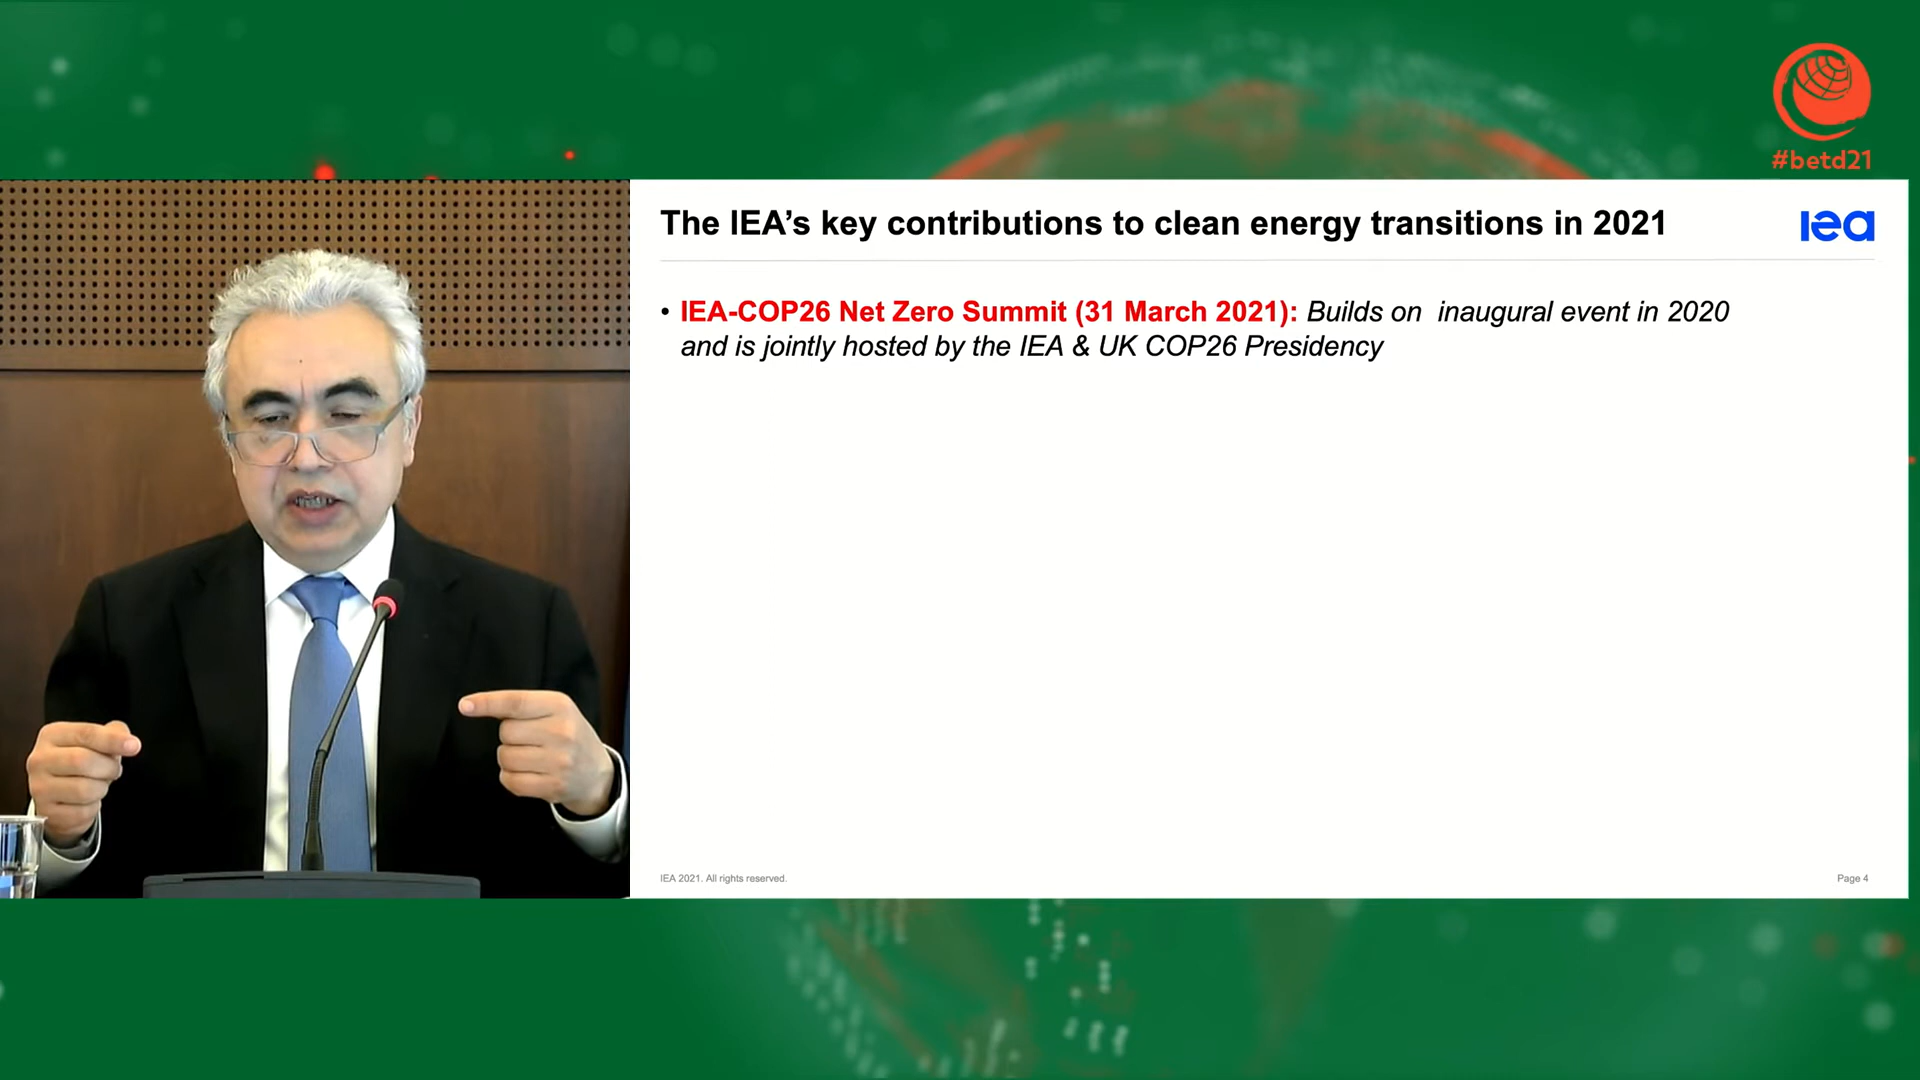 #betd21
The IEA’s key contributions to clean energy transitions in 2021
iea
• IEA-COP26 Net Zero Summit (31 March 2021): Builds on inaugural event in 2020
and is jointly hosted by the IEA & UK COP26 Presidency
IEA 2021. All rights reserved.
Page 4